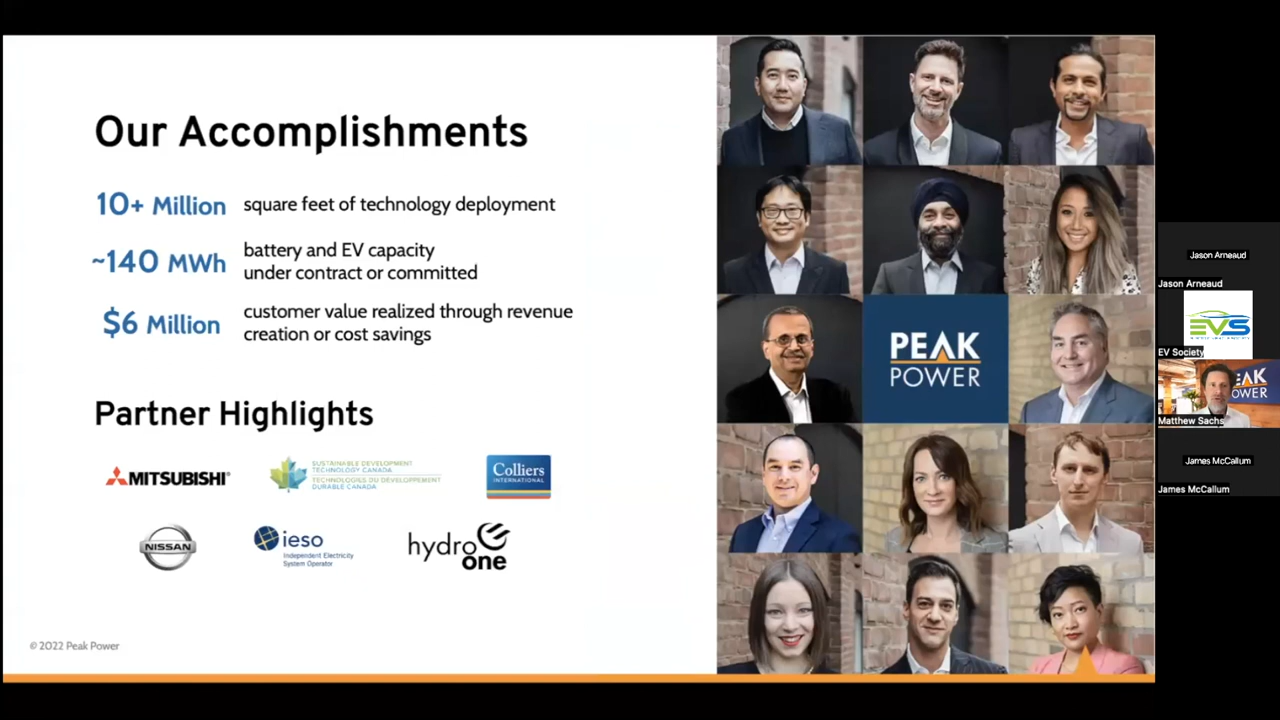 Our Accomplishments
10+ Million square feet of technology deployment
~140 MWh battery and EV capacity
under contract or committed
$6 Million customer value realized through revenue
creation or cost savings
Partner Highlights
MITSUBISHI
SUSTAINABLE DEVELOPMENT
TECHNOLOGY CANADA
TECHNOLOGIES DU DÉVELOPPEMENT
DURABLE CANADA
Colliers
INTERNATIONAL
NISSAN
ieso
Independent Electricity
System Operator
hydro
one
© 2022 Peak Power
PEAK
POWER
Jason Arneaud
Jason Arneaud
EVS
EV Society
EAK
OWER
Matthew Sachs
James McCallum
James McCallum